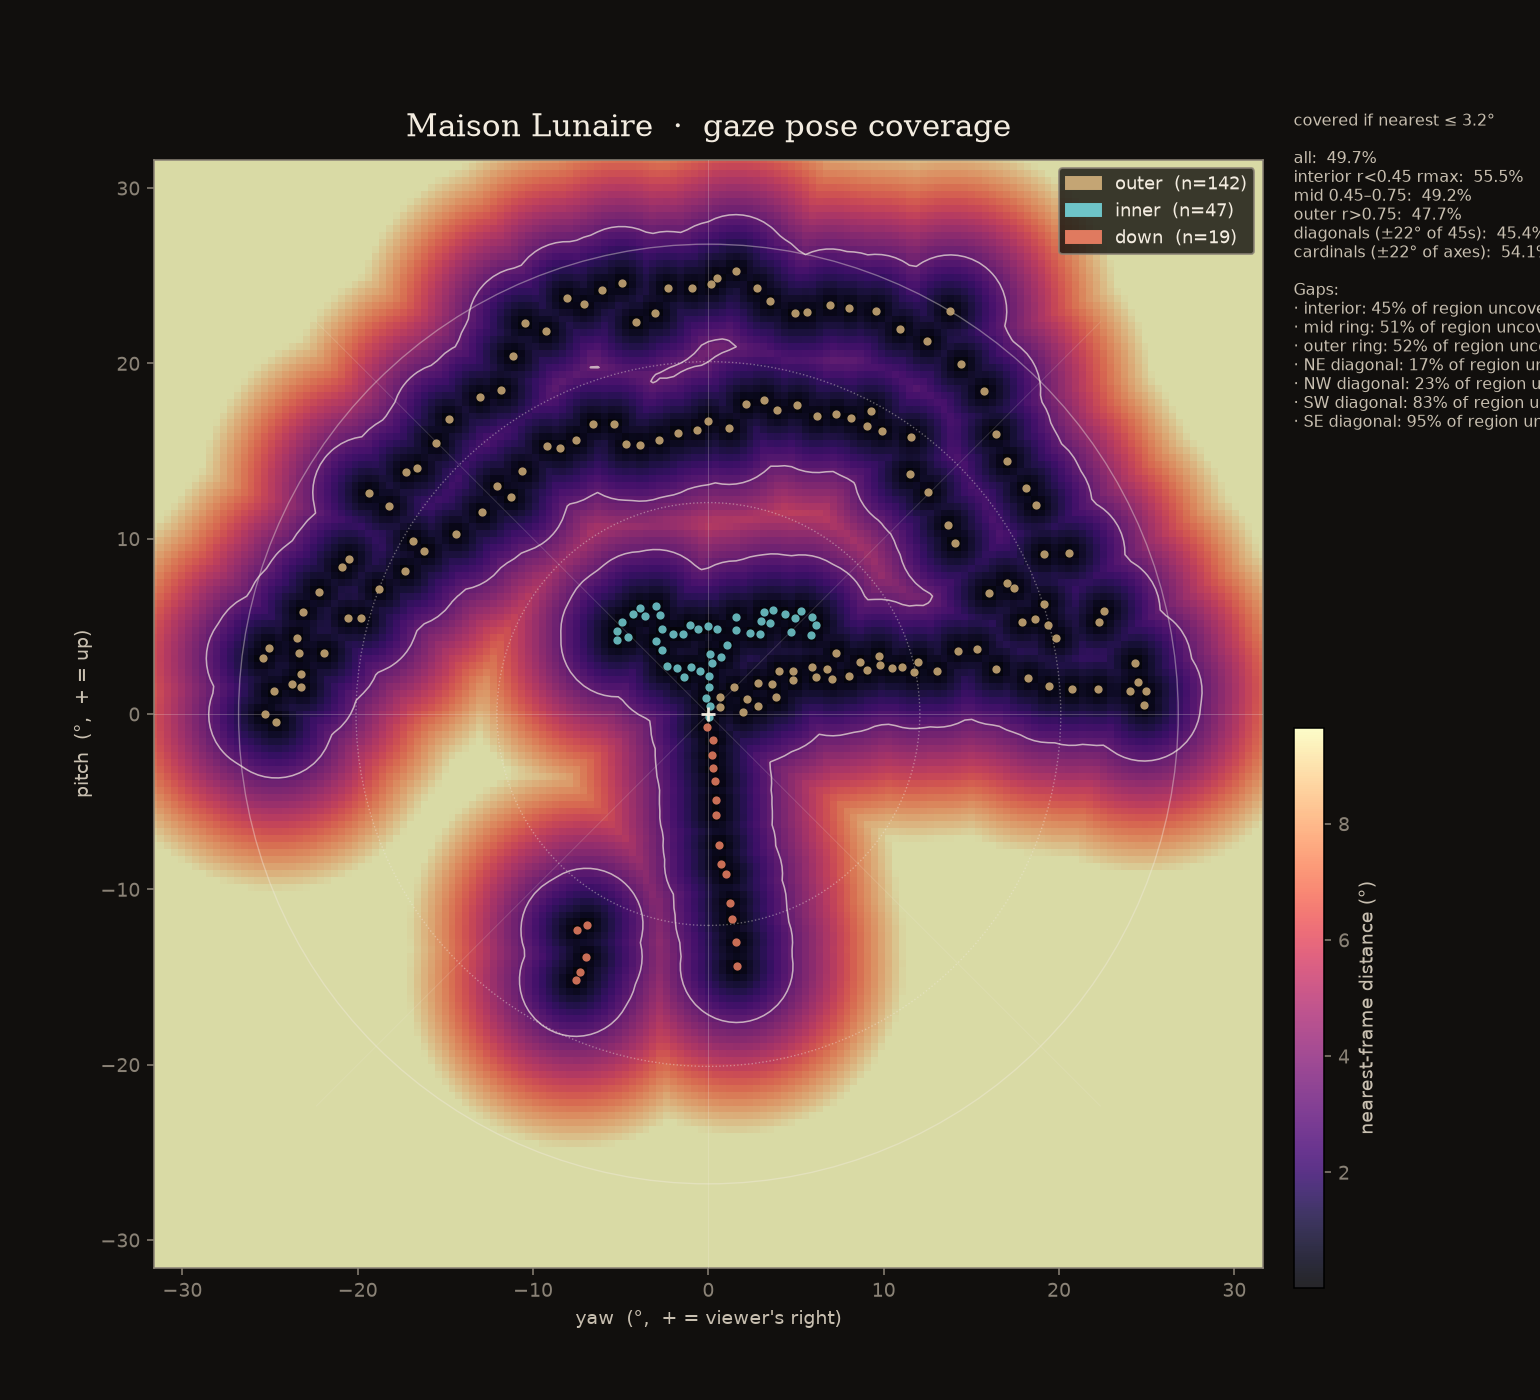 Maison Lunaire · gaze pose coverage
outer (n=142)
inner (n=47)
down (n=19)
covered if nearest ≤ 3.2°
all: 49.7%
interior r<0.45 rmax: 55.5%
mid 0.45–0.75: 49.2%
outer r>0.75: 47.7%
diagonals (±22° of 45s): 45.4%
cardinals (±22° of axes): 54.1%
Gaps:
· interior: 45% of region uncove
· mid ring: 51% of region uncov
· outer ring: 52% of region unc
· NE diagonal: 17% of region un
· NW diagonal: 23% of region u
· SW diagonal: 83% of region u
· SE diagonal: 95% of region un
30
20
10
0
−10
−20
−30
pitch (°, + = up)
−30
−20
−10
0
10
20
30
yaw (°, + = viewer's right)
8
6
4
2
nearest-frame distance (°)